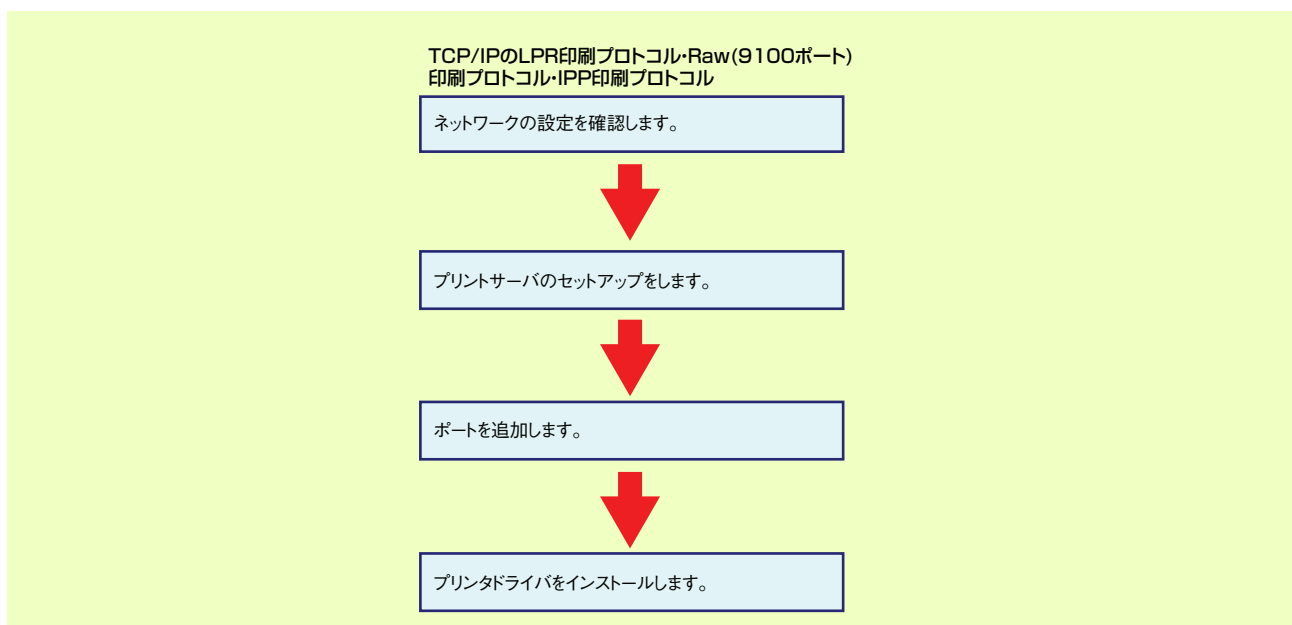 TCP/IPのLPR印刷プロトコル･Raw(9100ポート)
印刷プロトコル･IPP印刷プロトコル
ネットワークの設定を確認します。
プリントサーバのセットアップをします。
ポートを追加します。
プリンタドライバをインストールします。